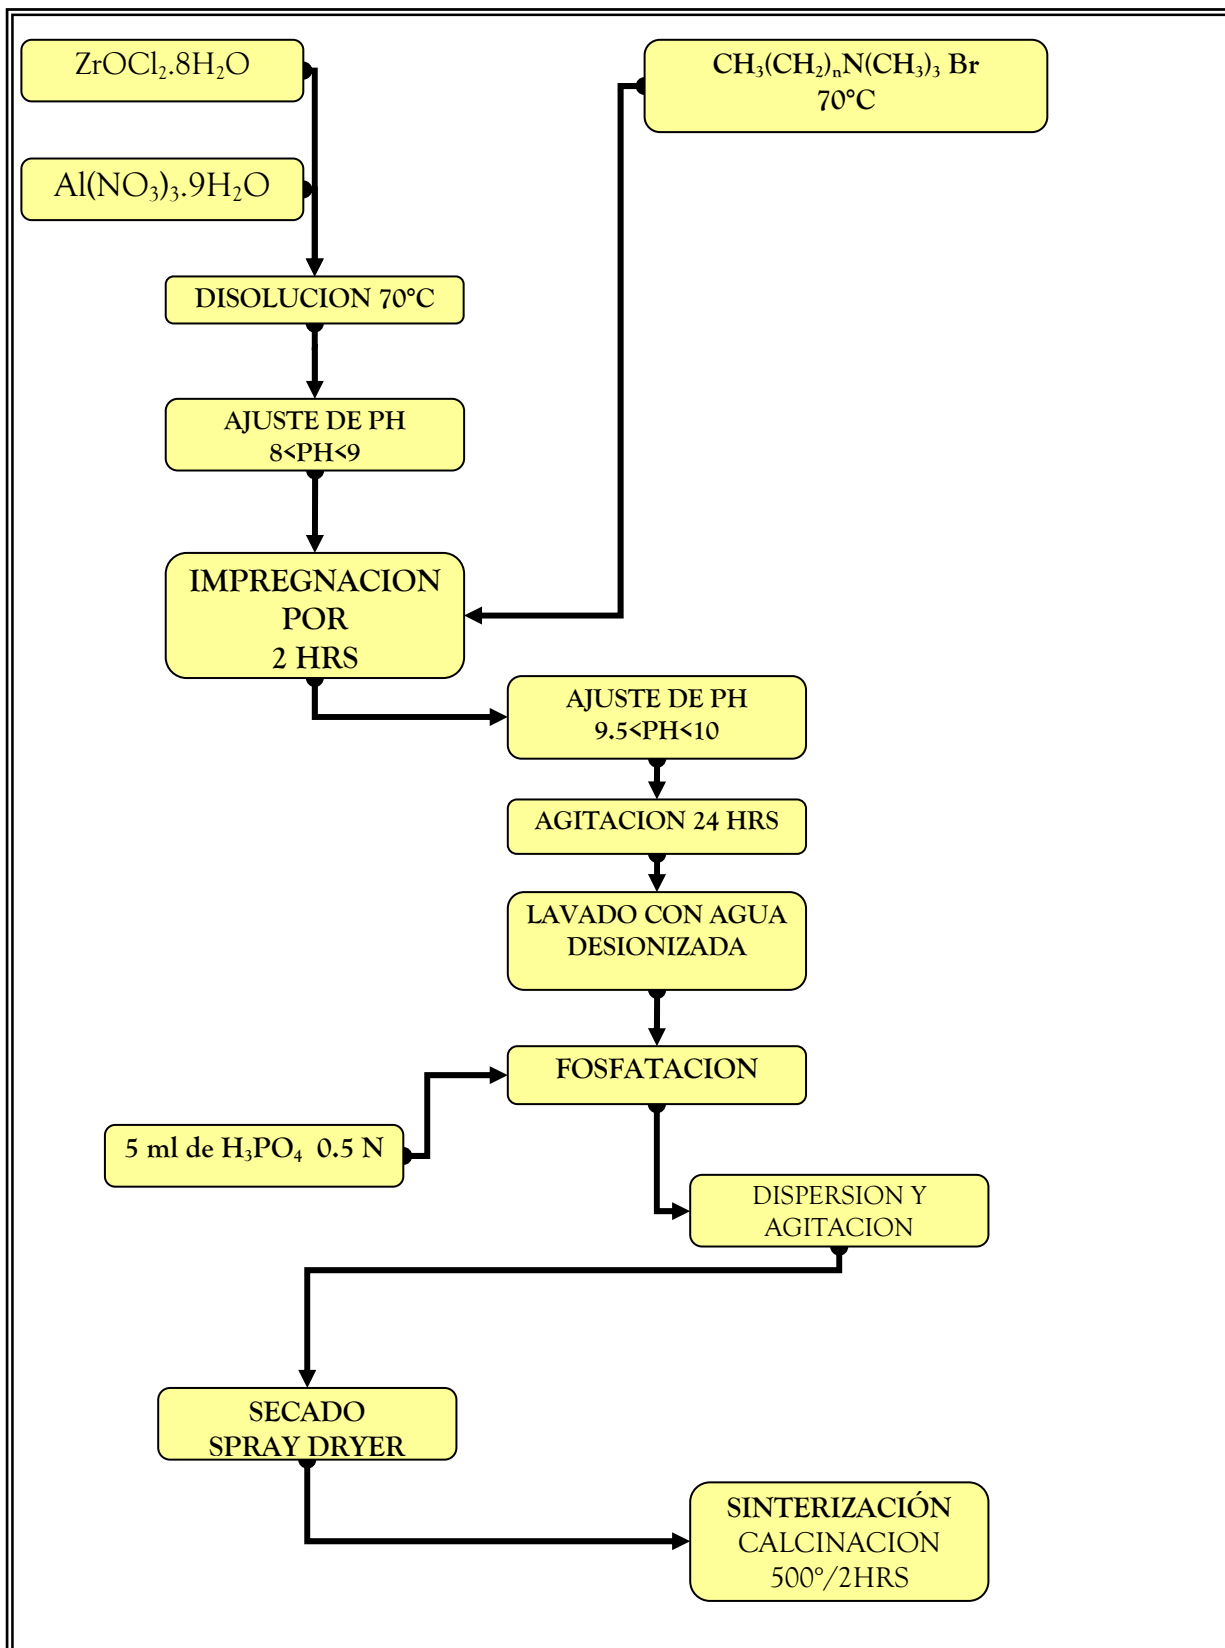 ZrOCl₂.8H₂O
CH₃(CH₂)ₙN(CH₃)₃ Br
70°C
Al(NO₃)₃.9H₂O
DISOLUCION 70°C
AJUSTE DE PH
8<PH<9
IMPREGNACION
POR
2 HRS
AJUSTE DE PH
9.5<PH<10
AGITACION 24 HRS
LAVADO CON AGUA
DESIONIZADA
FOSFATACION
5 ml de H₃PO₄ 0.5 N
DISPERSION Y
AGITACION
SECADO
SPRAY DRYER
SINTERIZACIÓN
CALCINACION
500°/2HRS